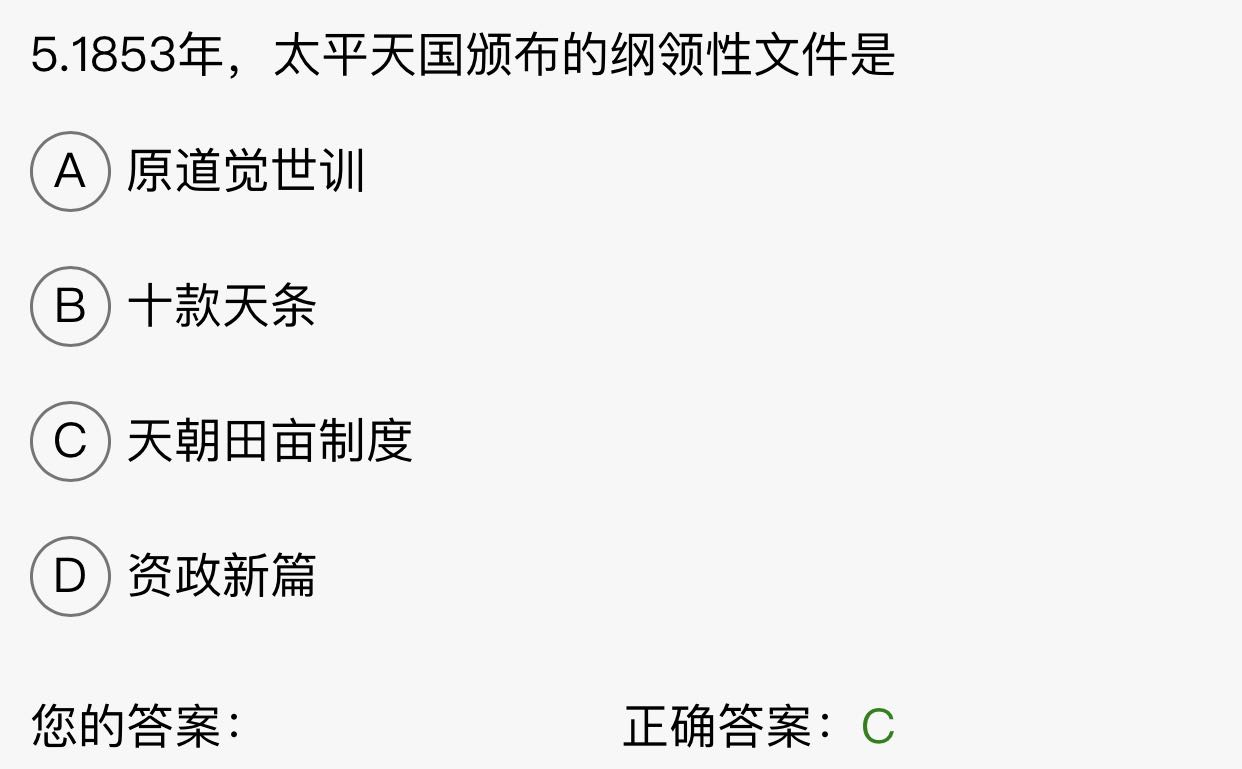 5.1853年，太平天国颁布的纲领性文件是
A 原道觉世训
B 十款天条
C 天朝田亩制度
D 资政新篇
您的答案： 正确答案：C